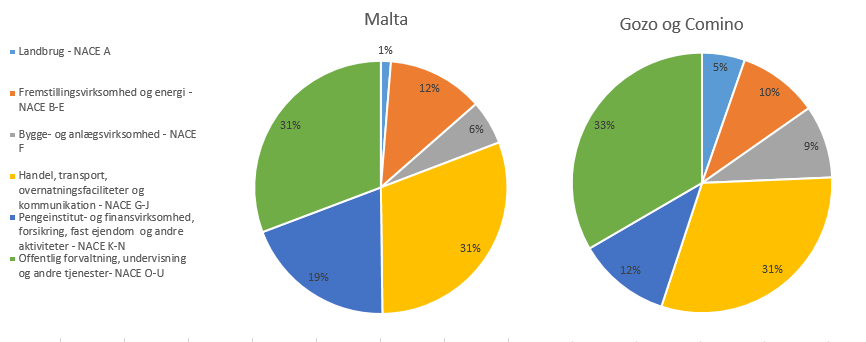 Malta
Gozo og Comino
Landbrug - NACE A
Fremstillingsvirksomhed og energi -
NACE B-E
Bygge- og anlægsvirksomhed - NACE
F
Handel, transport,
overnatningsfaciliteter og
kommunikation - NACE G-J
Pengeinstitut- og finansvirksomhed,
forsikring, fast ejendom og andre
aktiviteter - NACE K-N
Offentlig forvaltning, undervisning
og andre tjenester- NACE O-U
1%
12%
6%
31%
19%
31%
5%
10%
9%
31%
12%
33%